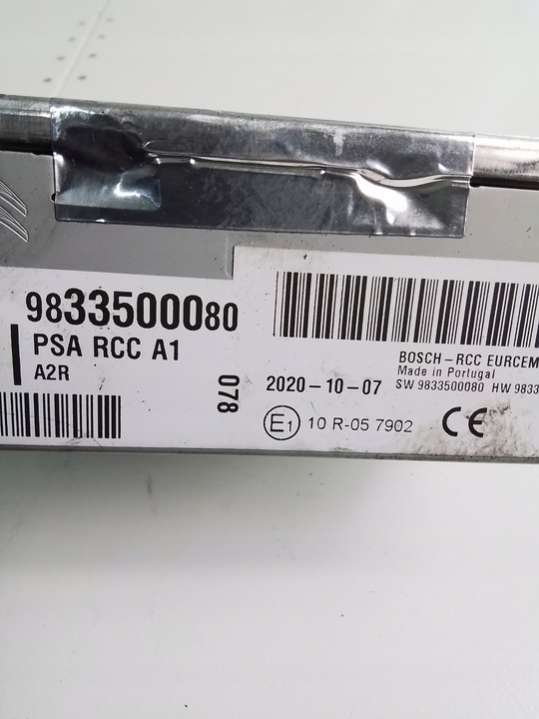 9833500080
PSA RCC A1
A2R
078
BOSCH-RCC EURCEM
Made in Portugal
2020-10-07
SW 9833500080 HW 9833
E1 10 R-05 7902 CE